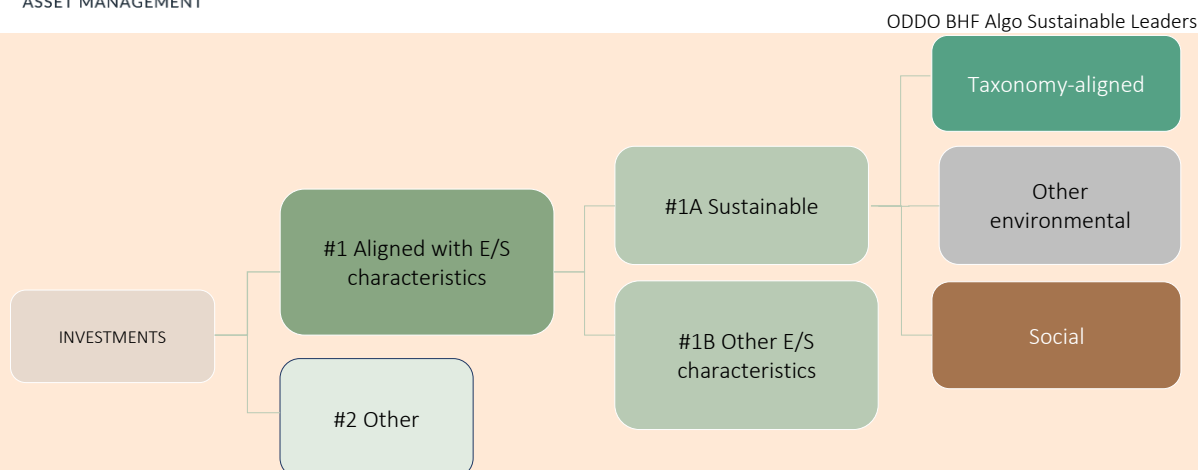 ASSET MANAGEMENT
ODDO BHF Algo Sustainable Leaders
Taxonomy-aligned
Other
environmental
#1A Sustainable
#1 Aligned with E/S
characteristics
INVESTMENTS
#1B Other E/S
characteristics
Social
#2 Other